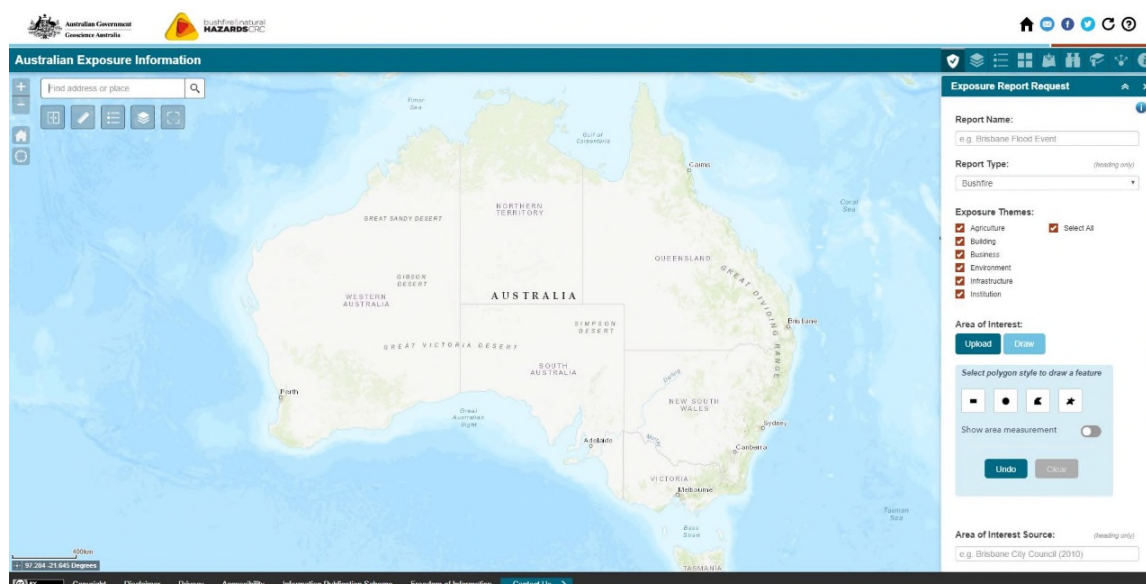 Australian Government
Geoscience Australia
bushfire&natural
HAZARDSCRC
Australian Exposure Information
Find address or place
Exposure Report Request
Report Name:
e.g. Brisbane Flood Event
Report Type:
(heading only)
Bushfire
Exposure Themes:
Agriculture
Select All
Building
Business
Environment
Infrastructure
Institution
Area of Interest:
Upload
Draw
Select polygon style to draw a feature
Show area measurement
Undo
Clear
Area of Interest Source:
(heading only)
e.g. Brisbane City Council (2010)
Timor
Sea
Gulf of
Carpentaria
Cairns
Coral
Sea
GREAT SANDY DESERT
NORTHERN
TERRITORY
QUEENSLAND
GREAT DIVIDING RANGE
GIBSON
DESERT
WESTERN
AUSTRALIA
AUSTRALIA
SIMPSON
DESERT
Brisbane
GREAT VICTORIA DESERT
SOUTH
AUSTRALIA
Darling
Perth
NEW SOUTH
WALES
Great
Australian
Bight
Sydney
Adelaide
Murray
Canberra
VICTORIA
Melbourne
Tasman
Sea
Bass
Strait
TASMANIA
400km
97.284 -21.645 Degrees
Copyright
Disclaimer
Privacy
Accessibility
Information Publication Scheme
Freedom of Information
Contact Us